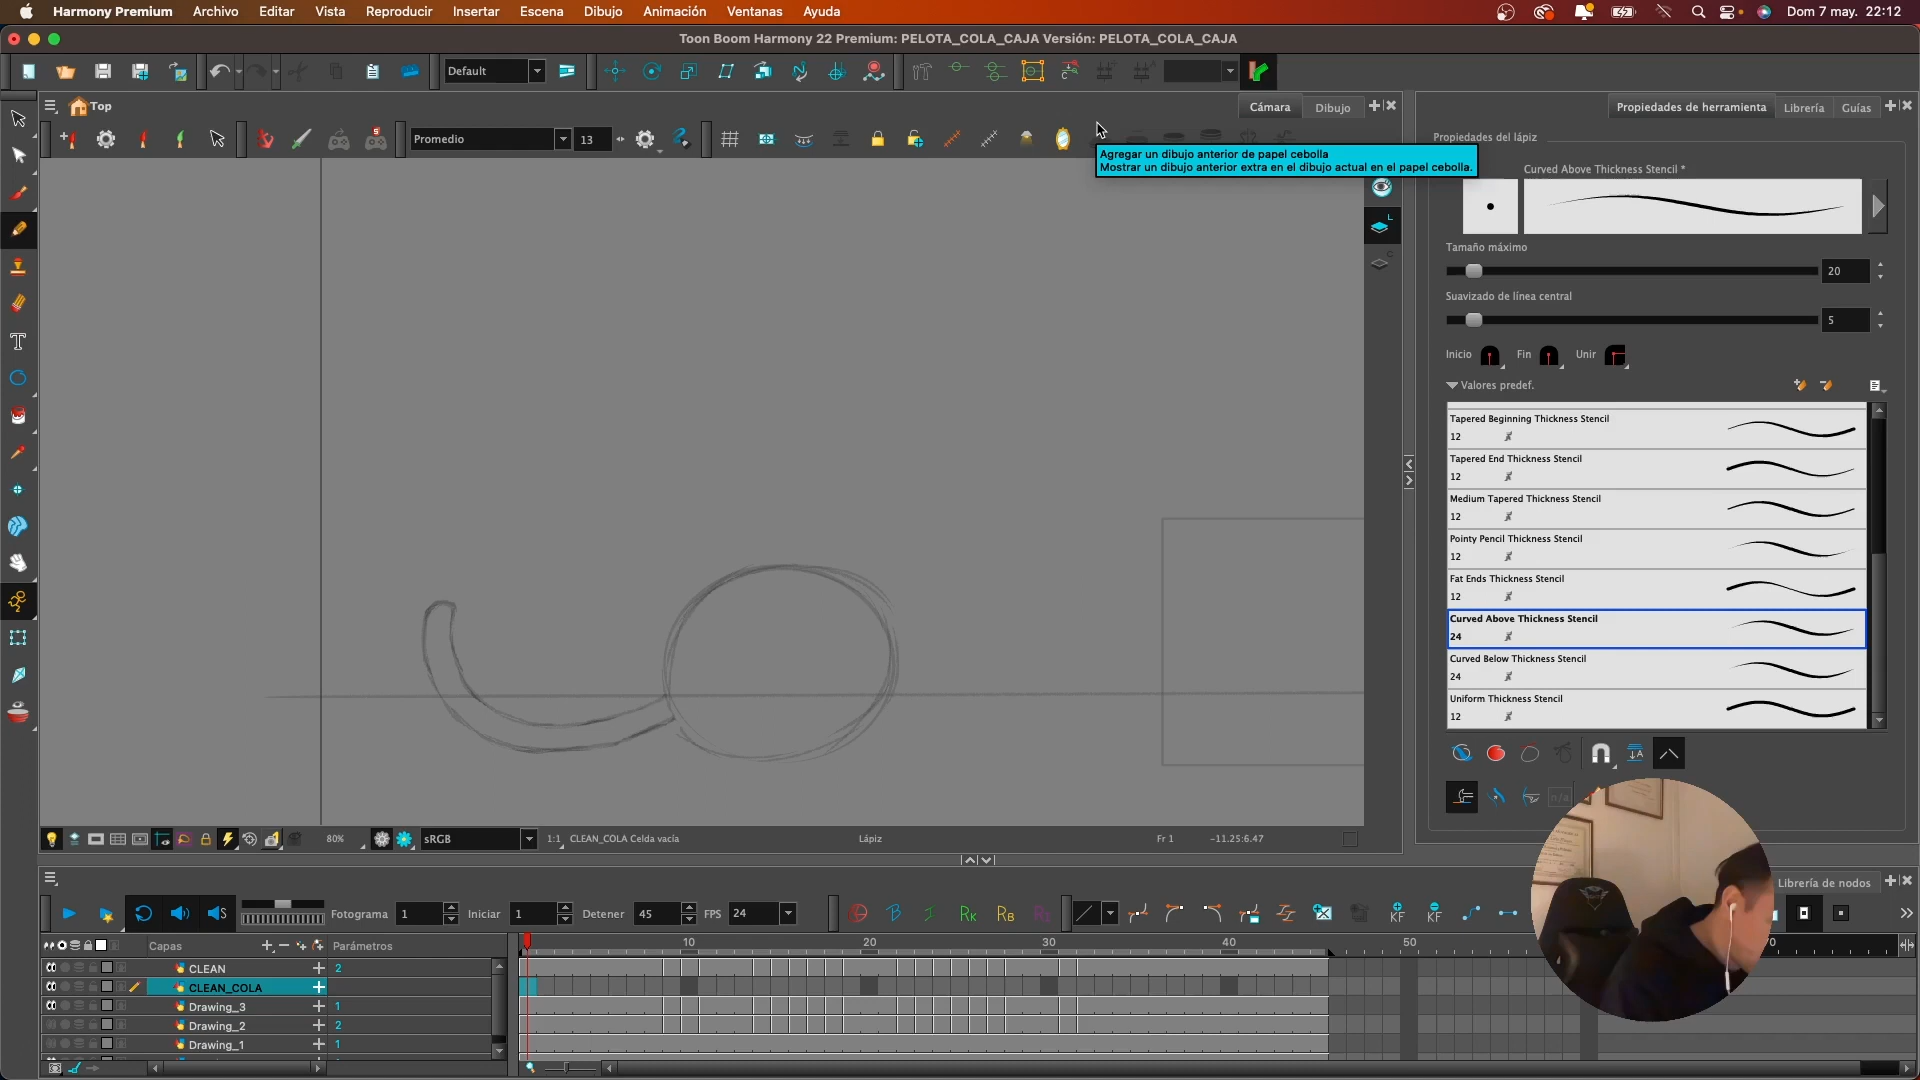 Harmony Premium Archivo Editar Vista Reproducir Insertar Escena Dibujo Animación Ventanas Ayuda Dom 7 may. 22:12
Toon Boom Harmony 22 Premium: PELOTA_COLA_CAJA Versión: PELOTA_COLA_CAJA
Default
Top Cámara Dibujo Propiedades de herramienta Librería Guías
Promedio 13
Agregar un dibujo anterior de papel cebolla
Mostrar un dibujo anterior extra en el dibujo actual en el papel cebolla.
Propiedades del lápiz
Curved Above Thickness Stencil *
Tamaño máximo
20
Suavizado de línea central
5
Inicio Fin Unir
Valores predef.
Tapered Beginning Thickness Stencil
12
Tapered End Thickness Stencil
12
Medium Tapered Thickness Stencil
12
Pointy Pencil Thickness Stencil
12
Fat Ends Thickness Stencil
12
Curved Above Thickness Stencil
24
Curved Below Thickness Stencil
24
Uniform Thickness Stencil
12
n/a
80% sRGB 1:1 CLEAN_COLA Celda vacía Lápiz Fr 1 -11.25:6.47
Librería de nodos
Fotograma 1 Iniciar 1 Detener 45 FPS 24
Capas Parámetros 10 20 30 40 50 70
CLEAN 2
CLEAN_COLA
Drawing_3 1
Drawing_2 2
Drawing_1 1